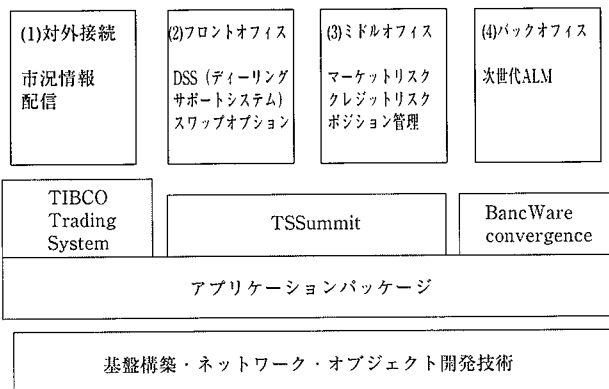 (1)対外接続
市況情報
配信
(2)フロントオフィス
DSS（ディーリング
サポートシステム）
スワップオプション
(3)ミドルオフィス
マーケットリスク
クレジットリスク
ポジション管理
(4)バックオフィス
次世代ALM
TIBCO
Trading
System
TSSummit
BancWare
convergence
アプリケーションパッケージ
基盤構築・ネットワーク・オブジェクト開発技術